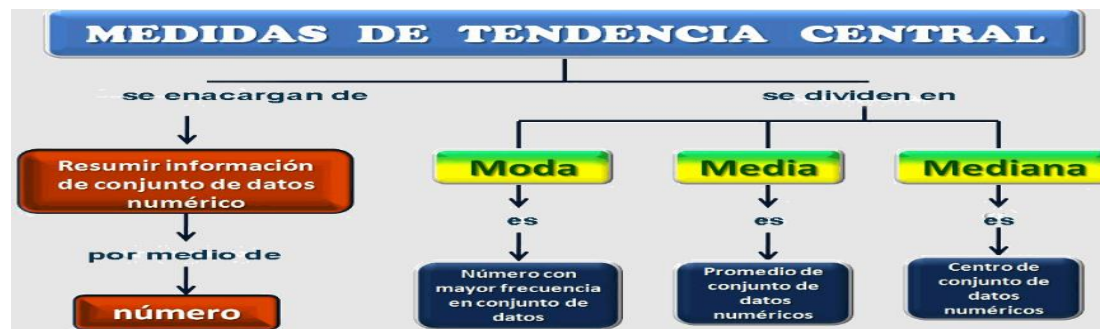 MEDIDAS DE TENDENCIA CENTRAL
se enacargan de
se dividen en
Resumir información
de conjunto de datos
numérico
por medio de
número
Moda
es
Número con
mayor frecuencia
en conjunto de
datos
Media
es
Promedio de
conjunto de
datos
numéricos
Mediana
es
Centro de
conjunto de
datos
numéricos